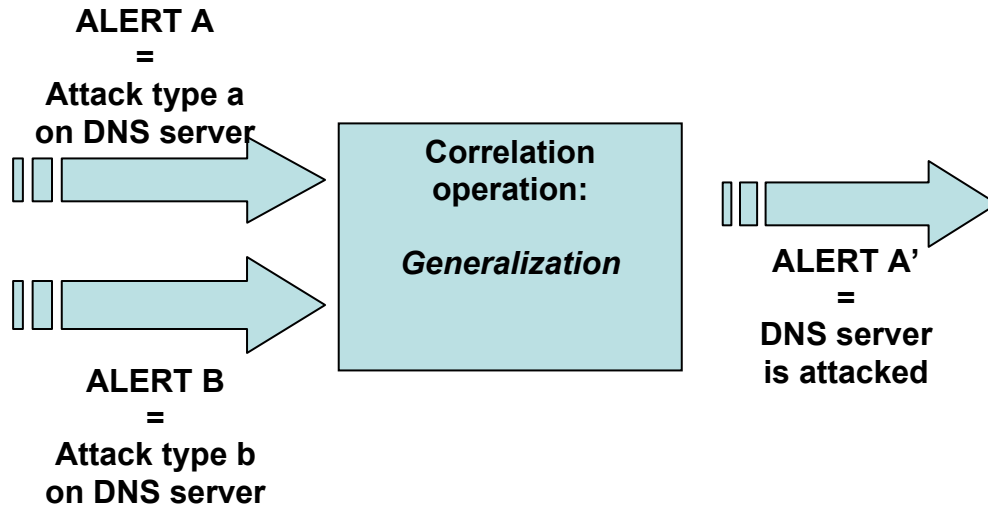 ALERT A
=
Attack type a
on DNS server
Correlation
operation:
Generalization
ALERT A’
=
DNS server
is attacked
ALERT B
=
Attack type b
on DNS server